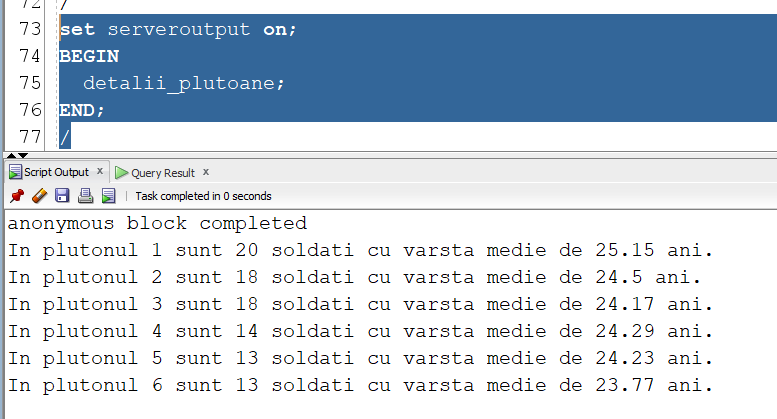 72 /
73 set serveroutput on;
74 BEGIN
75 detalii_plutoane;
76 END;
77 /
Script Output x Query Result x
Task completed in 0 seconds
anonymous block completed
In plutonul 1 sunt 20 soldati cu varsta medie de 25.15 ani.
In plutonul 2 sunt 18 soldati cu varsta medie de 24.5 ani.
In plutonul 3 sunt 18 soldati cu varsta medie de 24.17 ani.
In plutonul 4 sunt 14 soldati cu varsta medie de 24.29 ani.
In plutonul 5 sunt 13 soldati cu varsta medie de 24.23 ani.
In plutonul 6 sunt 13 soldati cu varsta medie de 23.77 ani.